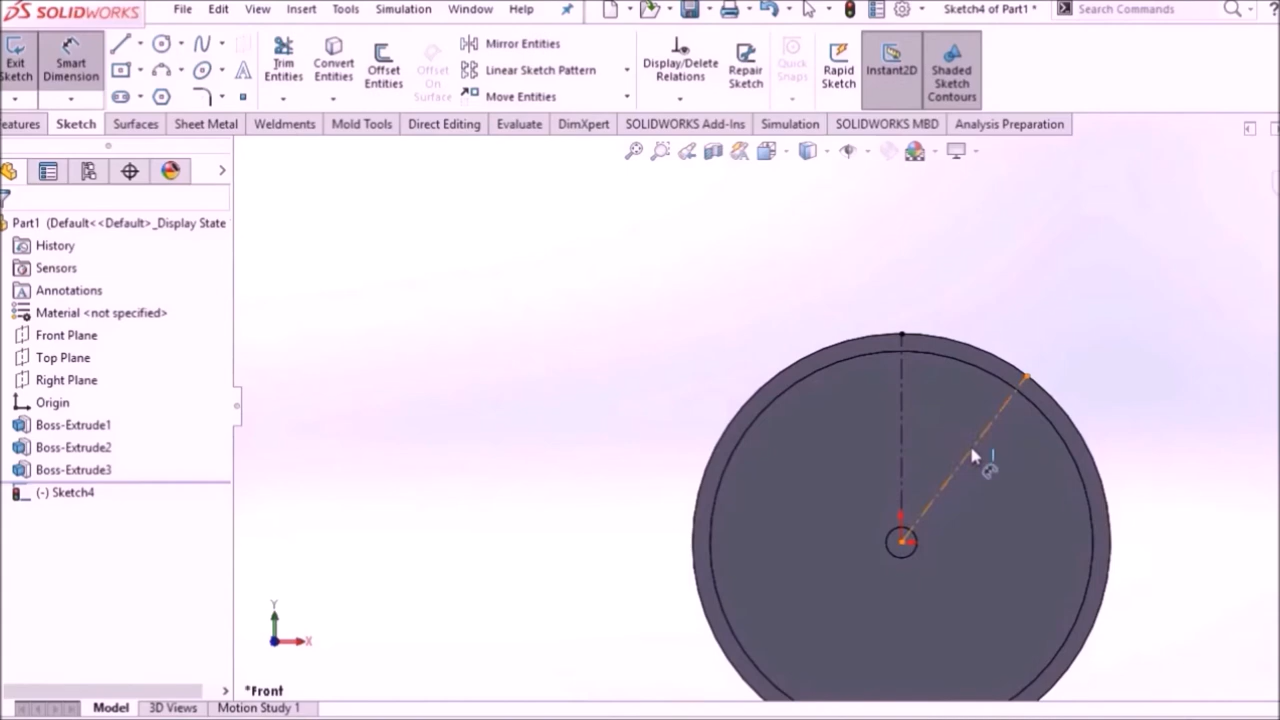 SOLIDWORKS File Edit View Insert Tools Simulation Window Help Sketch4 of Part1 * Search Commands ?
Exit Sketch
Smart Dimension
Trim Entities
Convert Entities
Offset Entities
Offset On Surface
Mirror Entities
Linear Sketch Pattern
Move Entities
Display/Delete Relations
Repair Sketch
Quick Snaps
Rapid Sketch
Instant2D
Shaded Sketch Contours
eatures Sketch Surfaces Sheet Metal Weldments Mold Tools Direct Editing Evaluate DimXpert SOLIDWORKS Add-Ins Simulation SOLIDWORKS MBD Analysis Preparation
Part1 (Default<<Default>_Display State
History
Sensors
Annotations
Material <not specified>
Front Plane
Top Plane
Right Plane
Origin
Boss-Extrude1
Boss-Extrude2
Boss-Extrude3
(-) Sketch4
Y
X
*Front
Model 3D Views Motion Study 1